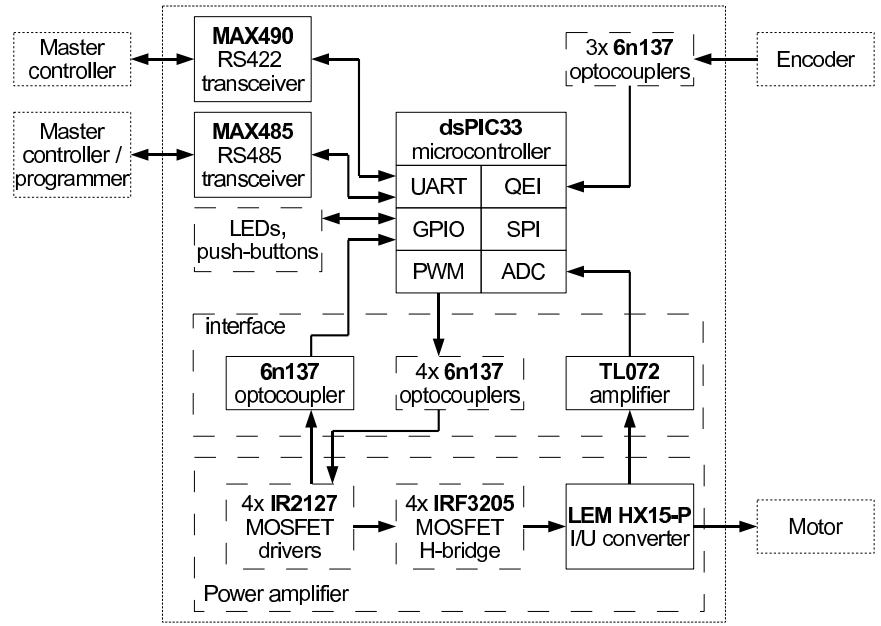 Master
controller
MAX490
RS422
transceiver
3x 6n137
optocouplers
Encoder
Master
controller /
programmer
MAX485
RS485
transceiver
dsPIC33
microcontroller
UART
QEI
GPIO
SPI
PWM
ADC
LEDs,
push-buttons
interface
6n137
optocoupler
4x 6n137
optocouplers
TL072
amplifier
4x IR2127
MOSFET
drivers
4x IRF3205
MOSFET
H-bridge
LEM HX15-P
I/U converter
Motor
Power amplifier